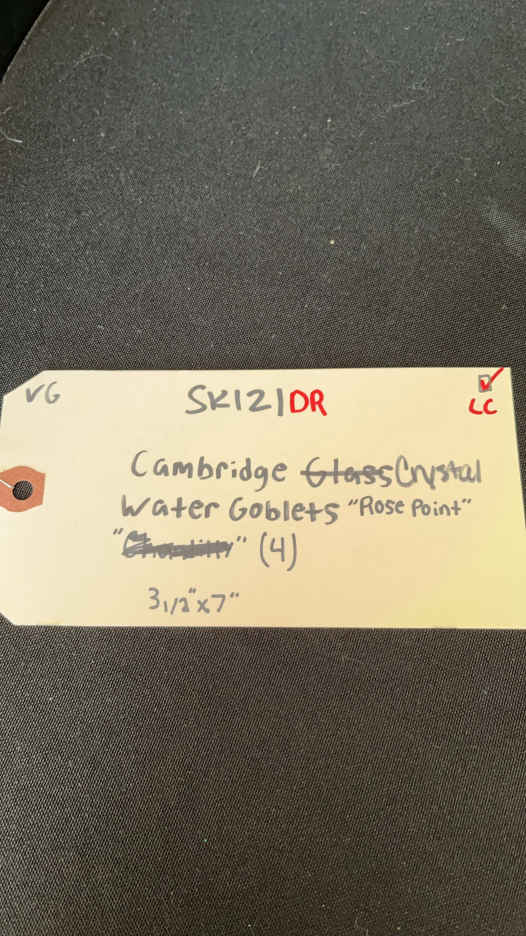 VG
SK121DR
LC
Cambridge Glass Crystal
Water Goblets "Rose Point"
" " (4)
3 1/2" x 7"